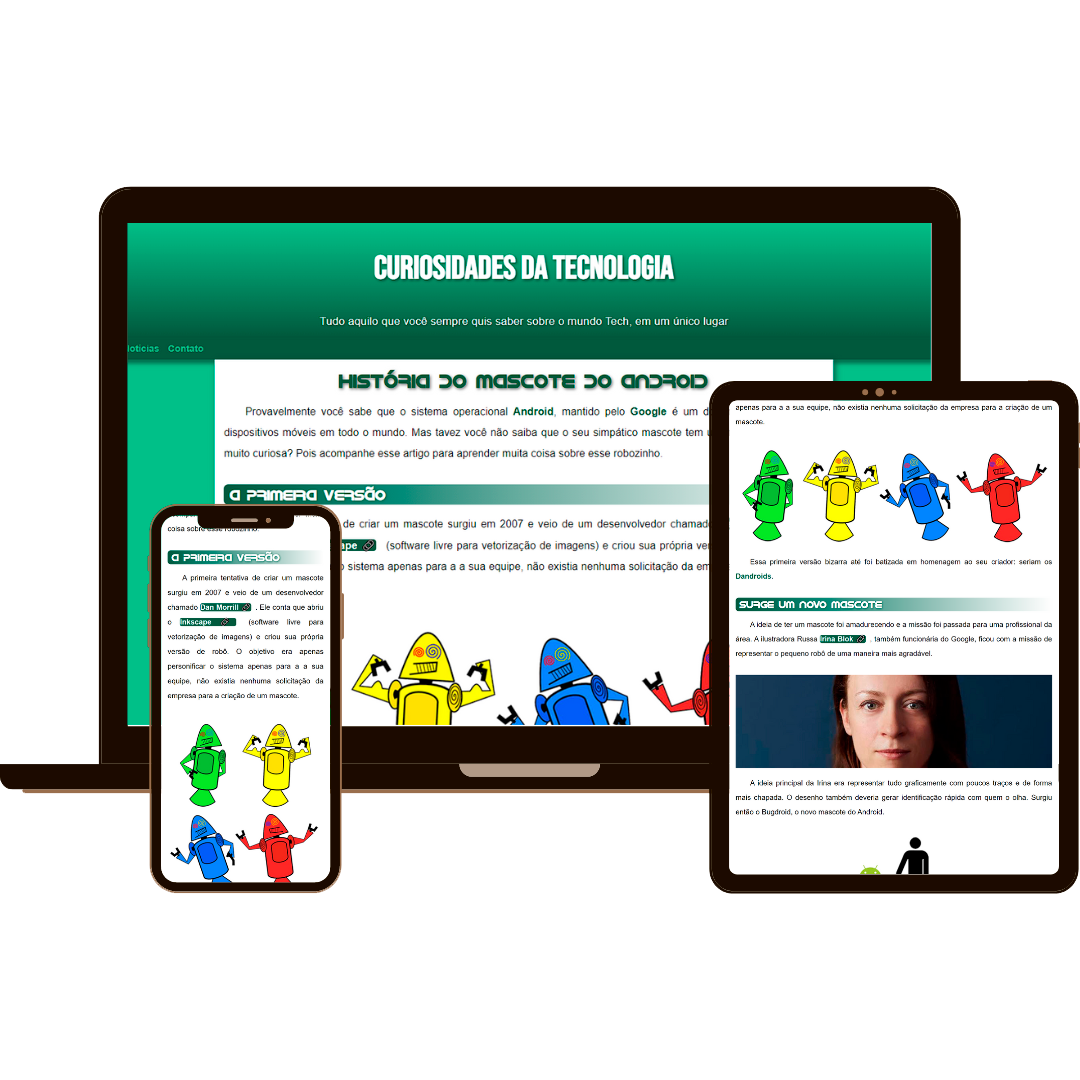 CURIOSIDADES DA TECNOLOGIA
Tudo aquilo que você sempre quis saber sobre o mundo Tech, em um único lugar
Contato
HISTÓRIA DO MASCOTE DO ANDROID
Provavelmente você sabe que o sistema operacional Android, mantido pelo Google é um d
dispositivos móveis em todo o mundo. Mas tavez você não saiba que o seu simpático mascote tem
muito curiosa? Pois acompanhe esse artigo para aprender muita coisa sobre esse robozinho.
A PRIMEIRA VERSÃO
de criar um mascote surgiu em 2007 e veio de um desenvolvedor chamado
(software livre para vetorização de imagens) e criou sua própria ver
sistema apenas para a a sua equipe, não existia nenhuma solicitação da em
coisa sobre esse robozinho.
A PRIMEIRA VERSÃO
A primeira tentativa de criar um mascote
surgiu em 2007 e veio de um desenvolvedor
chamado Dan Morrill . Ele conta que abriu
o Inkscape (software livre para
vetorização de imagens) e criou sua própria
versão de robô. O objetivo era apenas
personificar o sistema apenas para a a sua
equipe, não existia nenhuma solicitação da
empresa para a criação de um mascote.
apenas para a a sua equipe, não existia nenhuma solicitação da empresa para a criação de um
mascote.
Essa primeira versão bizarra até foi batizada em homenagem ao seu criador: seriam os
Dandroids.
SURGE UM NOVO MASCOTE
A ideia de ter um mascote foi amadurecendo e a missão foi passada para uma profissional da
área. A ilustradora Russa Irina Blok , também funcionária do Google, ficou com a missão de
representar o pequeno robô de uma maneira mais agradável.
A ideia principal da Irina era representar tudo graficamente com poucos traços e de forma
mais chapada. O desenho também deveria gerar identificação rápida com quem o olha. Surgiu
então o Bugdroid, o novo mascote do Android.